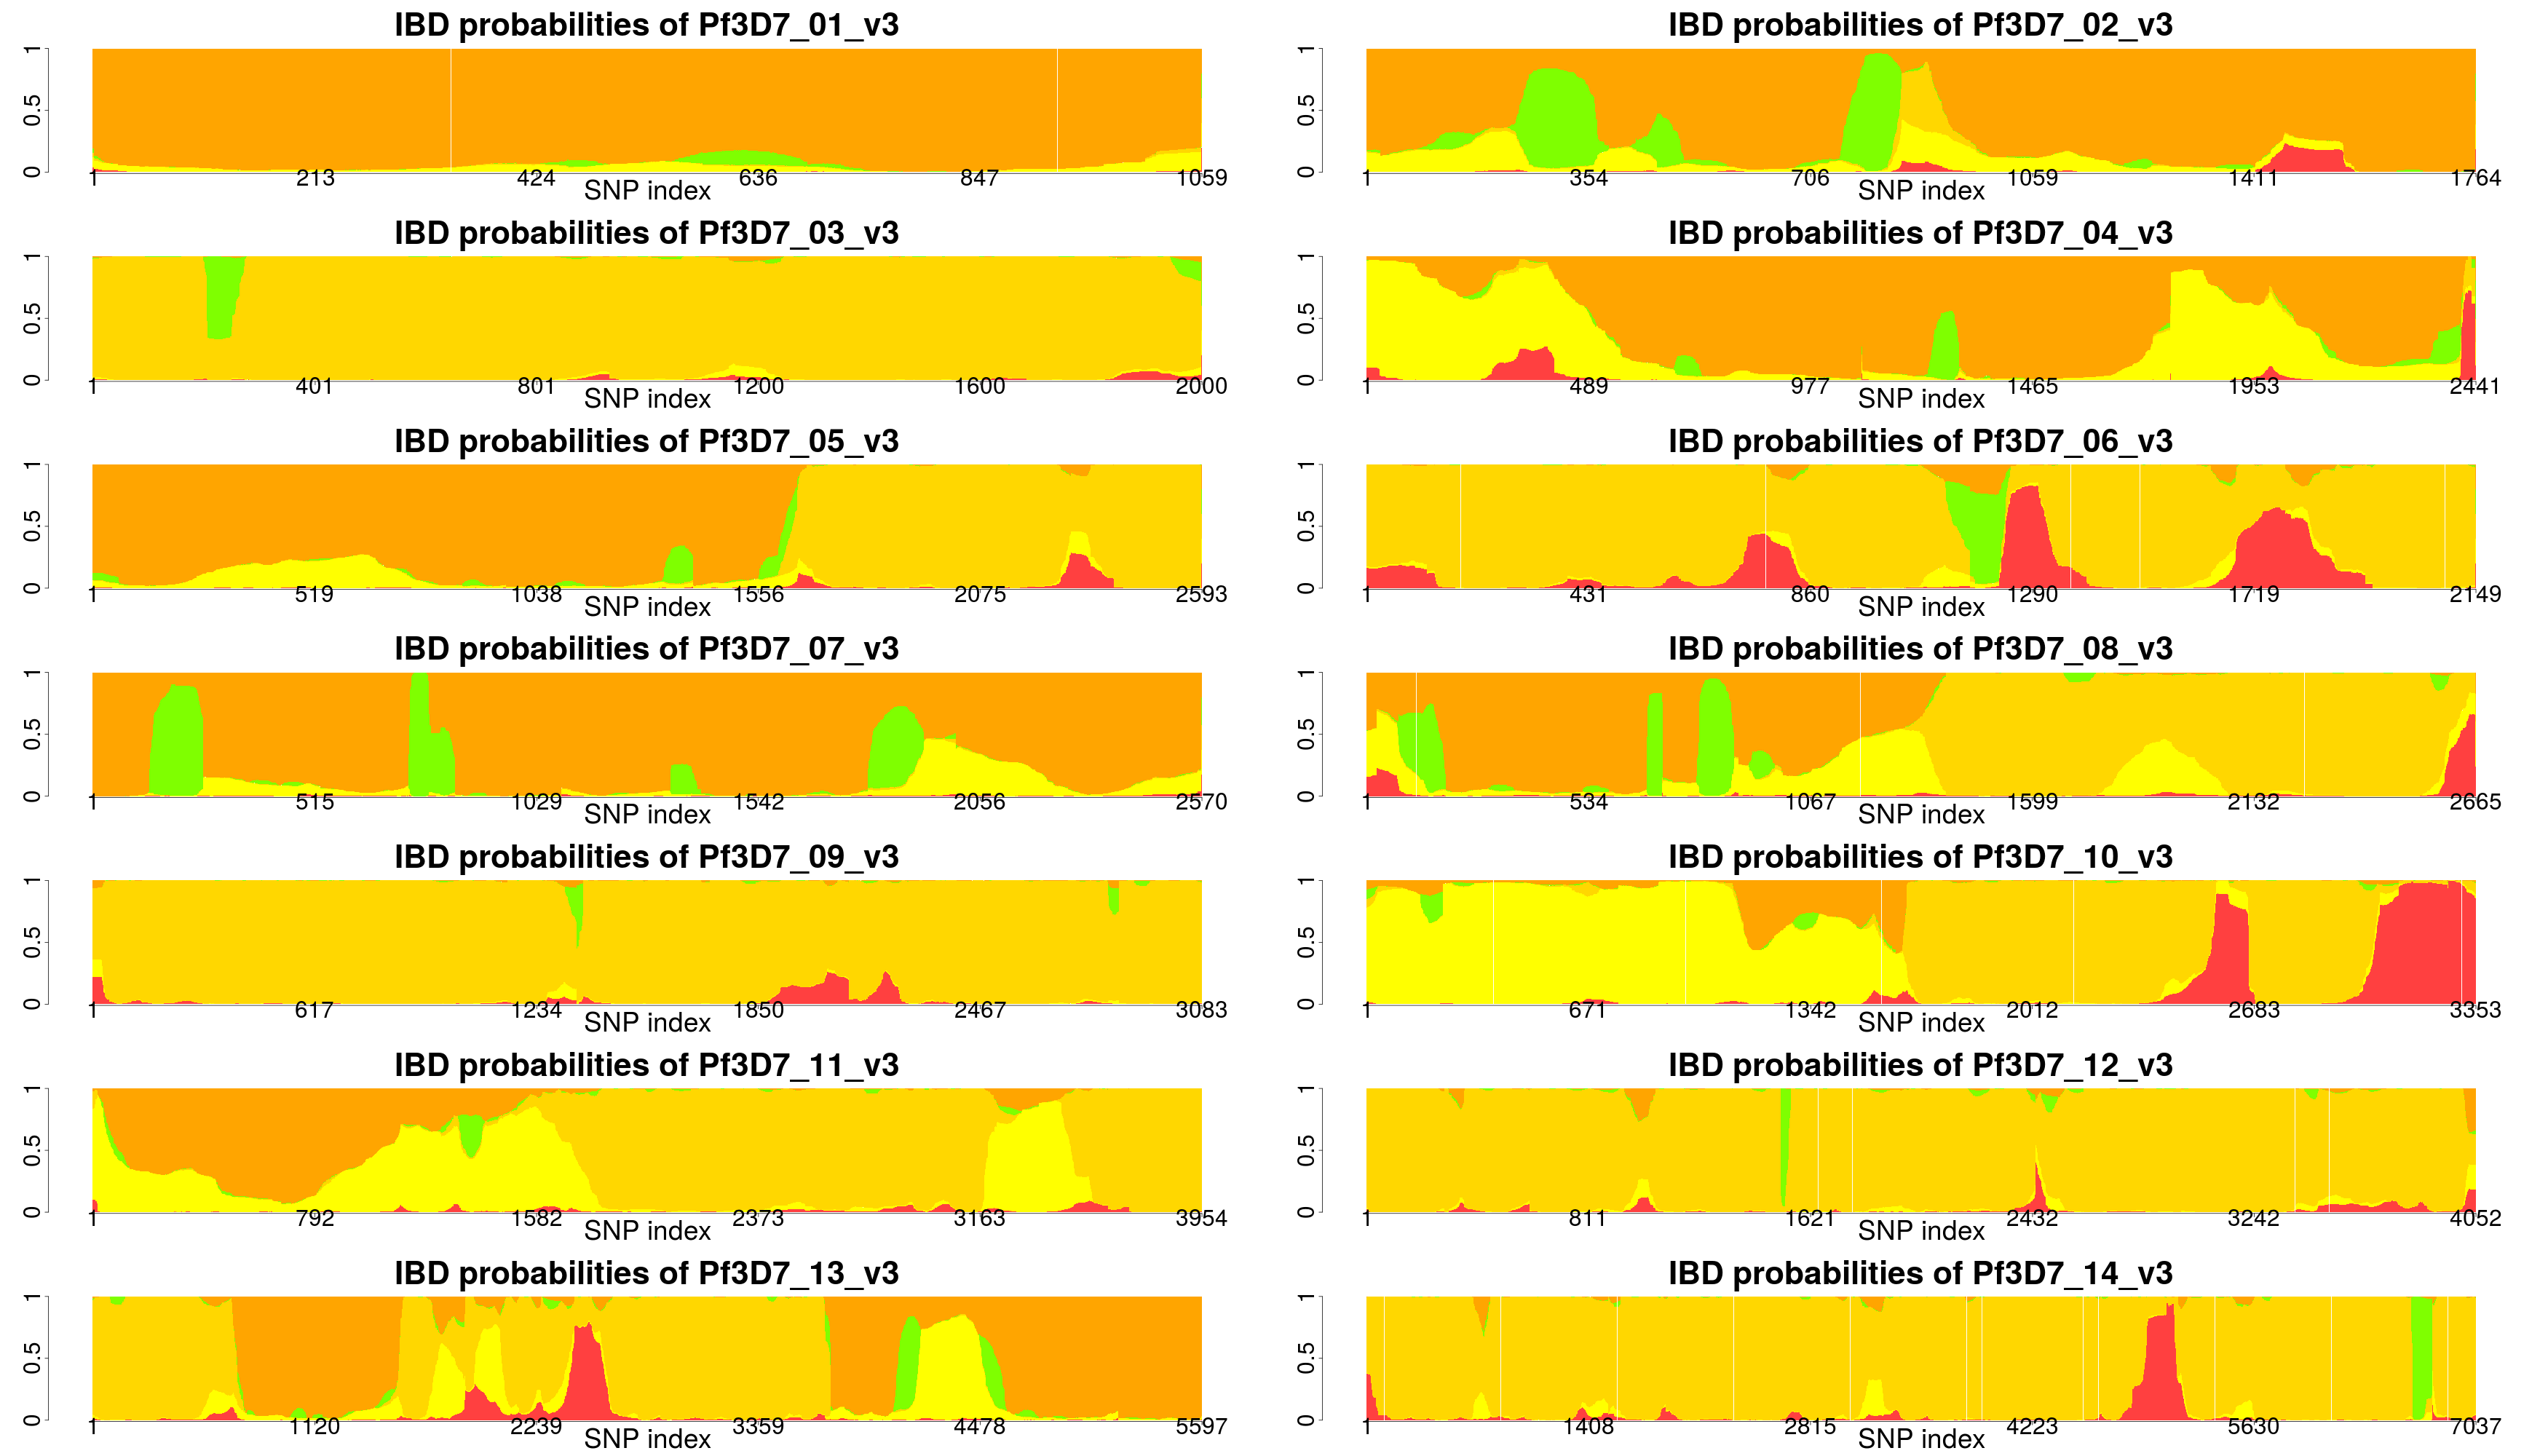 IBD probabilities of Pf3D7_01_v3
0 0.5 1
1 213 424 636 847 1059
SNP index
IBD probabilities of Pf3D7_02_v3
0 0.5 1
1 354 706 1059 1411 1764
SNP index
IBD probabilities of Pf3D7_03_v3
0 0.5 1
1 401 801 1200 1600 2000
SNP index
IBD probabilities of Pf3D7_04_v3
0 0.5 1
1 489 977 1465 1953 2441
SNP index
IBD probabilities of Pf3D7_05_v3
0 0.5 1
1 519 1038 1556 2075 2593
SNP index
IBD probabilities of Pf3D7_06_v3
0 0.5 1
1 431 860 1290 1719 2149
SNP index
IBD probabilities of Pf3D7_07_v3
0 0.5 1
1 515 1029 1542 2056 2570
SNP index
IBD probabilities of Pf3D7_08_v3
0 0.5 1
1 534 1067 1599 2132 2665
SNP index
IBD probabilities of Pf3D7_09_v3
0 0.5 1
1 617 1234 1850 2467 3083
SNP index
IBD probabilities of Pf3D7_10_v3
0 0.5 1
1 671 1342 2012 2683 3353
SNP index
IBD probabilities of Pf3D7_11_v3
0 0.5 1
1 792 1582 2373 3163 3954
SNP index
IBD probabilities of Pf3D7_12_v3
0 0.5 1
1 811 1621 2432 3242 4052
SNP index
IBD probabilities of Pf3D7_13_v3
0 0.5 1
1 1120 2239 3359 4478 5597
SNP index
IBD probabilities of Pf3D7_14_v3
0 0.5 1
1 1408 2815 4223 5630 7037
SNP index